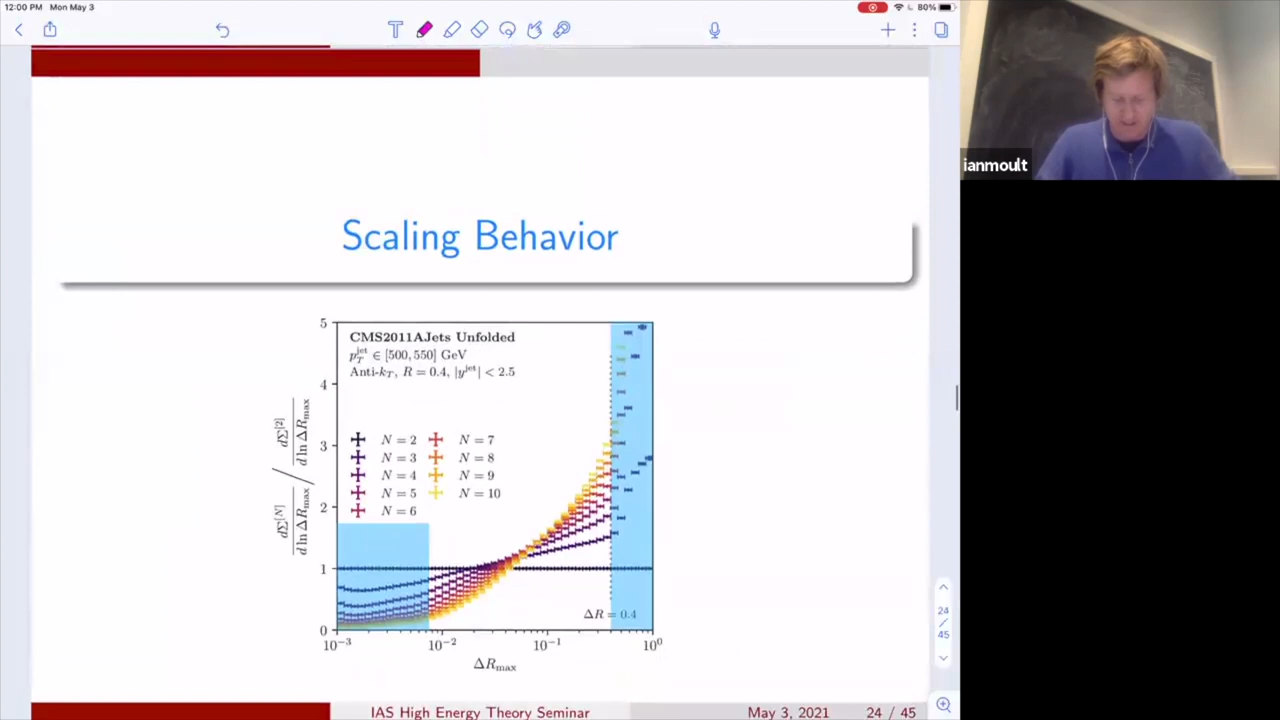 12:00 PM Mon May 3
80%
Scaling Behavior
CMS2011AJets Unfolded
p_T^jet ∈ [500, 550] GeV
Anti-k_T, R = 0.4, |y^jet| < 2.5
N = 2
N = 3
N = 4
N = 5
N = 6
N = 7
N = 8
N = 9
N = 10
dΣ^[N] / d ln ΔR_max / dΣ^[2] / d ln ΔR_max
5
4
3
2
1
0
ΔR = 0.4
10^-3 10^-2 10^-1 10^0
ΔR_max
IAS High Energy Theory Seminar May 3, 2021 24 / 45
24
/
45
ianmoult